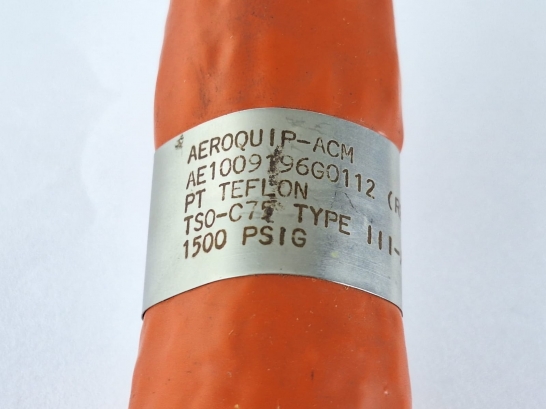 AEROQUIP-ACM
AE1009196G0112 (R
PT TEFLON
TSO-C75 TYPE III-
1500 PSIG